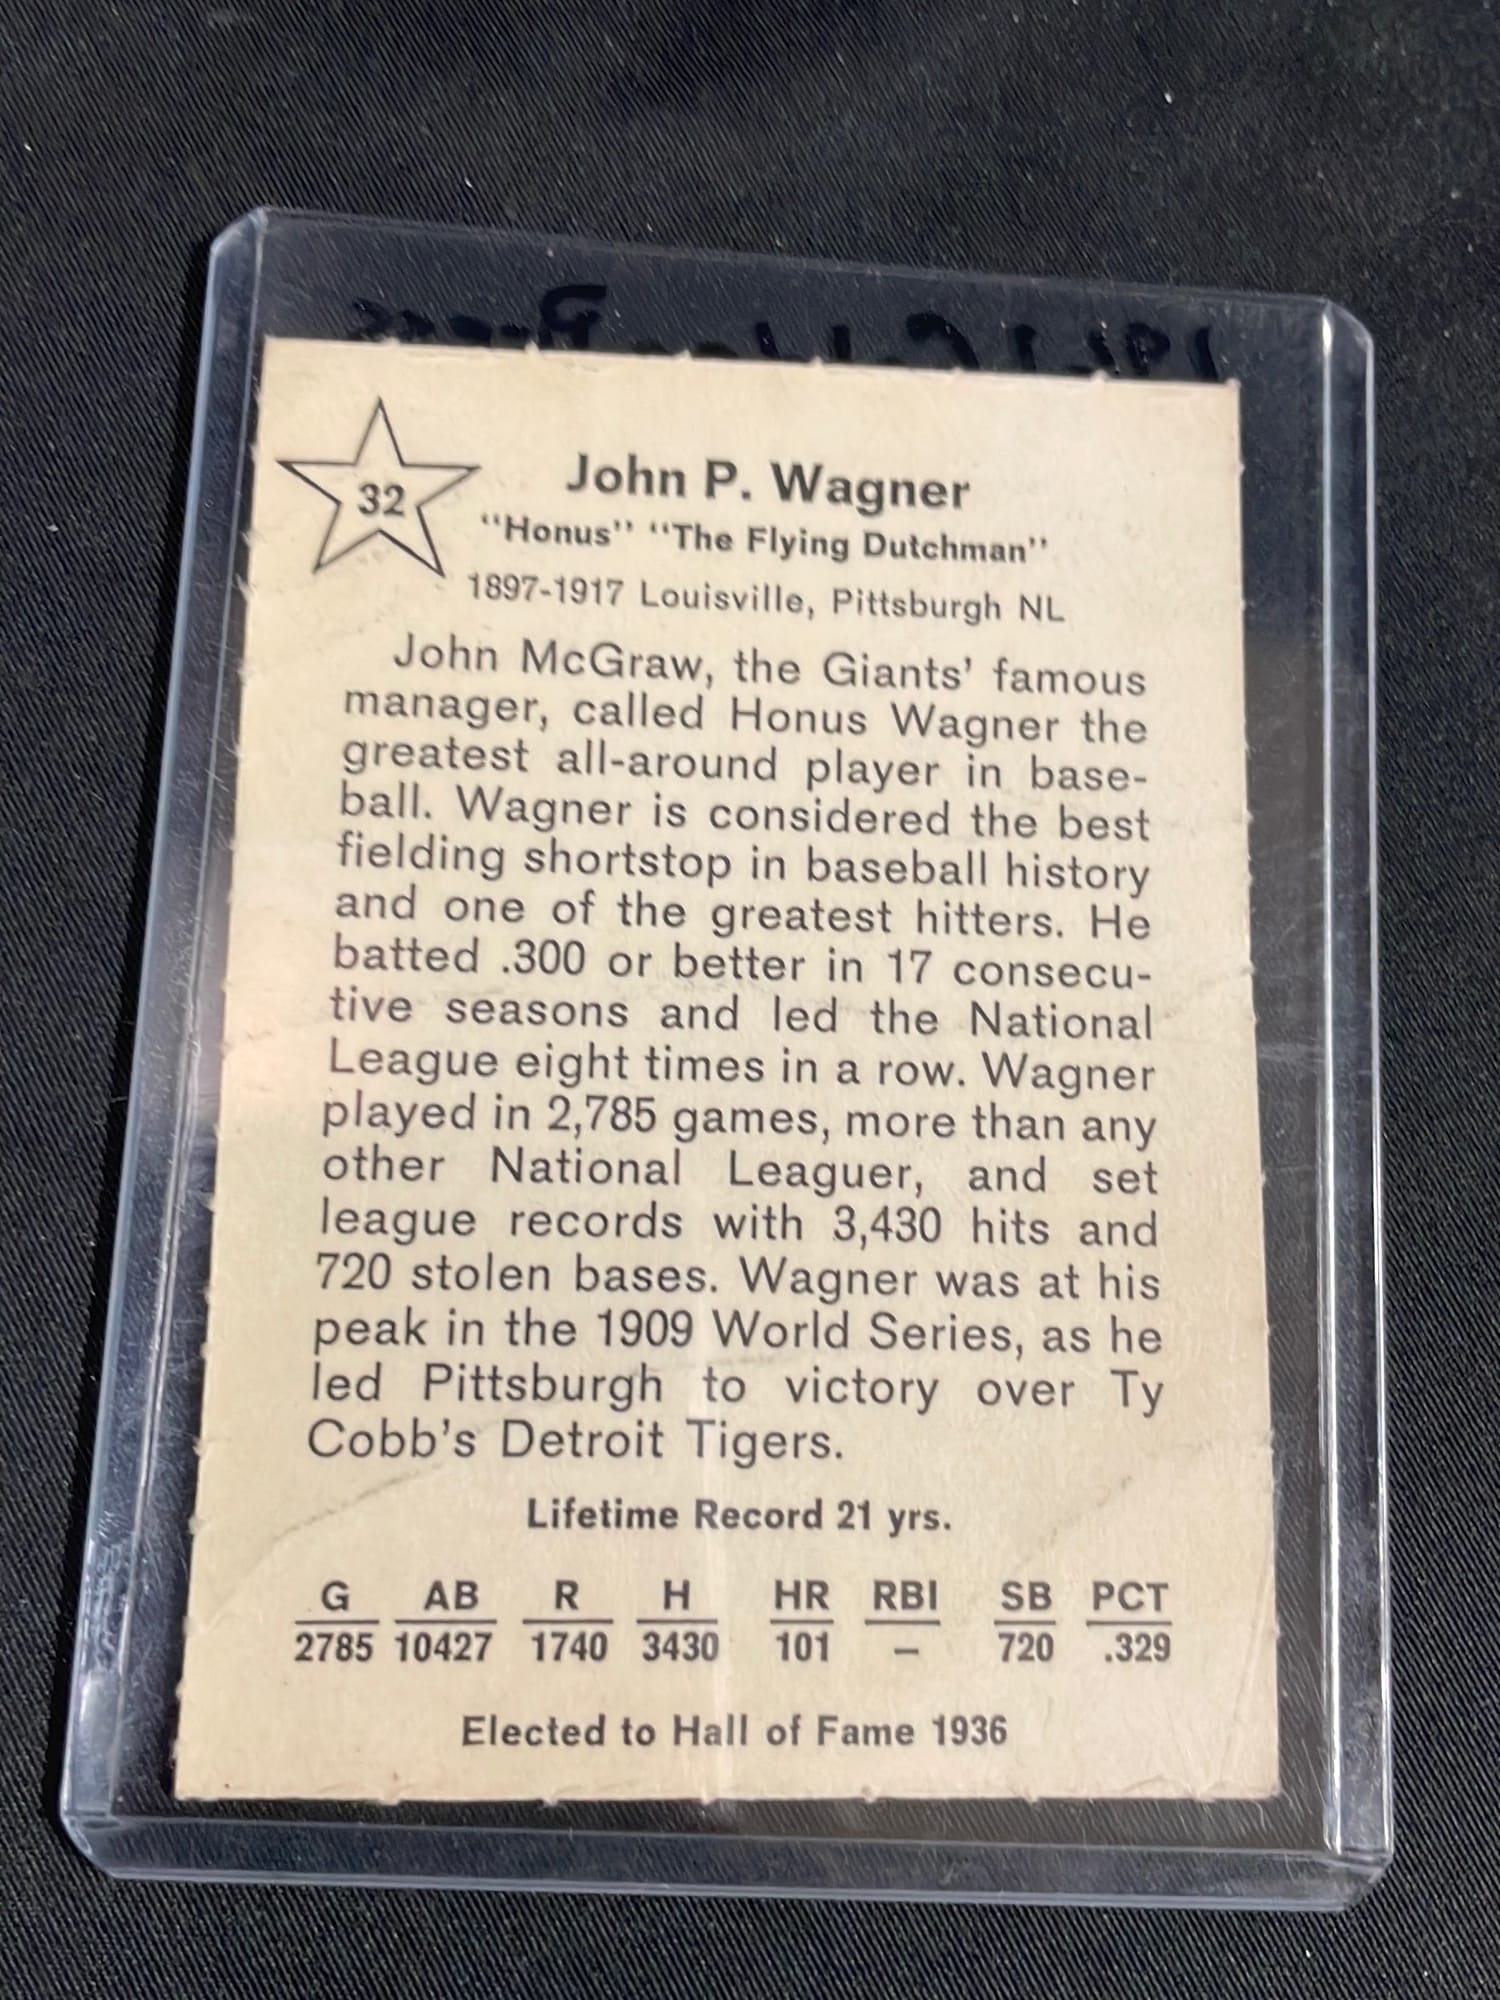 32
John P. Wagner
"Honus" "The Flying Dutchman"
1897-1917 Louisville, Pittsburgh NL
John McGraw, the Giants' famous
manager, called Honus Wagner the
greatest all-around player in base-
ball. Wagner is considered the best
fielding shortstop in baseball history
and one of the greatest hitters. He
batted .300 or better in 17 consecu-
tive seasons and led the National
League eight times in a row. Wagner
played in 2,785 games, more than any
other National Leaguer, and set
league records with 3,430 hits and
720 stolen bases. Wagner was at his
peak in the 1909 World Series, as he
led Pittsburgh to victory over Ty
Cobb's Detroit Tigers.
Lifetime Record 21 yrs.
G AB R H HR RBI SB PCT
2785 10427 1740 3430 101 – 720 .329
Elected to Hall of Fame 1936